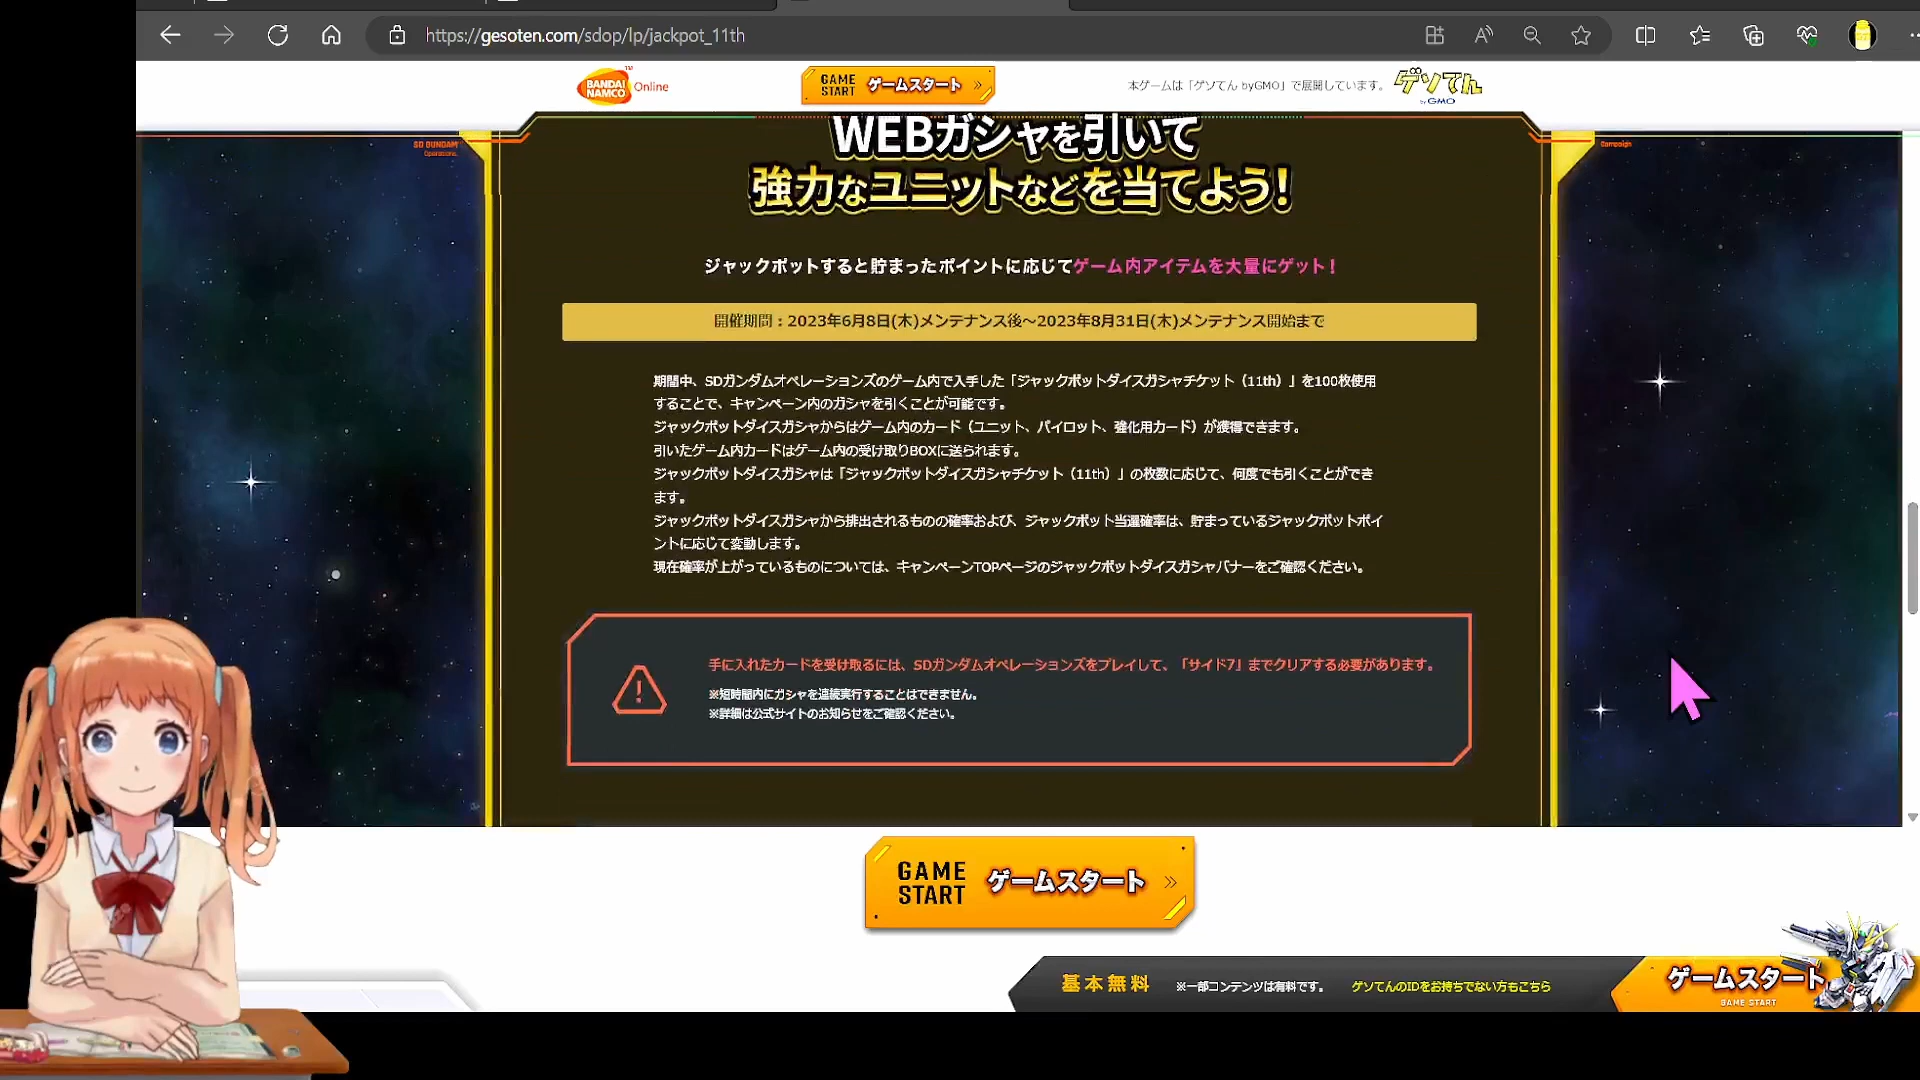 https://gesoten.com/sdop/lp/jackpot_11th
BANDAI NAMCO Online
GAME START ゲームスタート
本ゲームは「ゲソてん byGMO」で展開しています。
ゲソてん by GMO
SD GUNDAM Operations.
Campaign
WEBガシャを引いて
強力なユニットなどを当てよう!
ジャックポットすると貯まったポイントに応じてゲーム内アイテムを大量にゲット!
開催期間:2023年6月8日(木)メンテナンス後～2023年8月31日(木)メンテナンス開始まで
期間中、SDガンダムオペレーションズのゲーム内で入手した「ジャックポットダイスガシャチケット（11th）」を100枚使用
することで、キャンペーン内のガシャを引くことが可能です。
ジャックポットダイスガシャからはゲーム内のカード（ユニット、パイロット、強化用カード）が獲得できます。
引いたゲーム内カードはゲーム内の受け取りBOXに送られます。
ジャックポットダイスガシャは「ジャックポットダイスガシャチケット（11th）」の枚数に応じて、何度でも引くことができ
ます。
ジャックポットダイスガシャから排出されるものの確率および、ジャックポット当選確率は、貯まっているジャックポットポイ
ントに応じて変動します。
現在確率が上がっているものについては、キャンペーンTOPページのジャックポットダイスガシャバナーをご確認ください。
手に入れたカードを受け取るには、SDガンダムオペレーションズをプレイして、「サイド7」までクリアする必要があります。
※短時間内にガシャを連続実行することはできません。
※詳細は公式サイトのお知らせをご確認ください。
GAME START ゲームスタート
基本無料 ※一部コンテンツは有料です。 ゲソてんのIDをお持ちでない方もこちら
ゲームスタート
GAME START